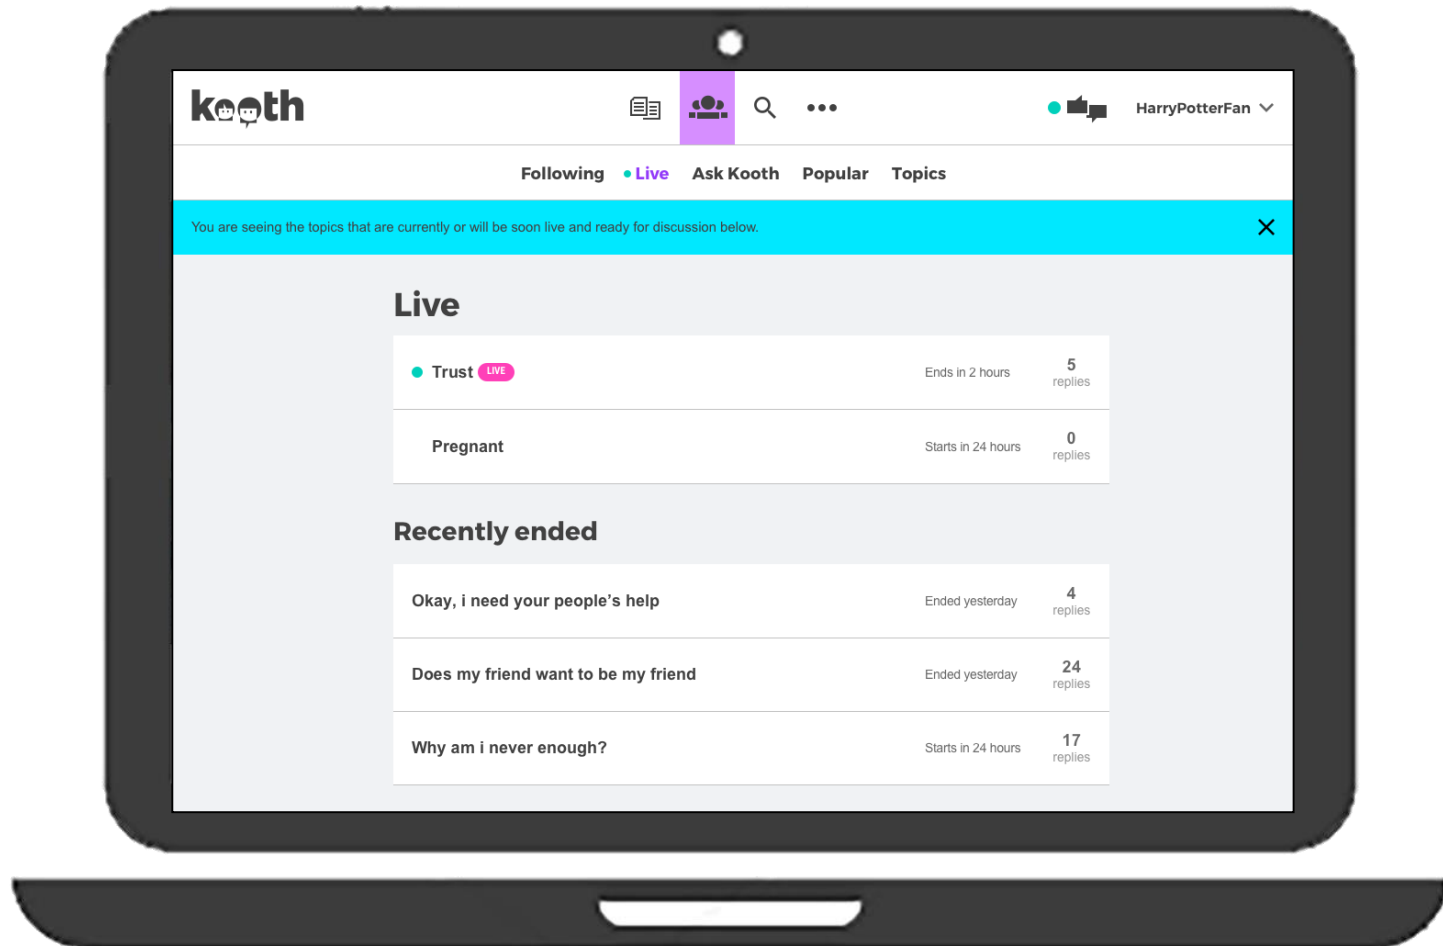 kooth
HarryPotterFan
Following Live Ask Kooth Popular Topics
You are seeing the topics that are currently or will be soon live and ready for discussion below.
Live
Trust LIVE Ends in 2 hours 5 replies
Pregnant Starts in 24 hours 0 replies
Recently ended
Okay, i need your people’s help Ended yesterday 4 replies
Does my friend want to be my friend Ended yesterday 24 replies
Why am i never enough? Starts in 24 hours 17 replies